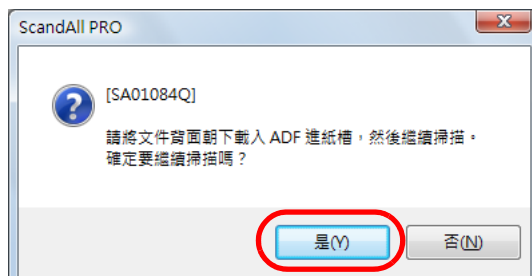 ScandAll PRO
[SA01084Q]
請將文件背面朝下載入 ADF 進紙槽，然後繼續掃描。
確定要繼續掃描嗎？
是(Y)
否(N)